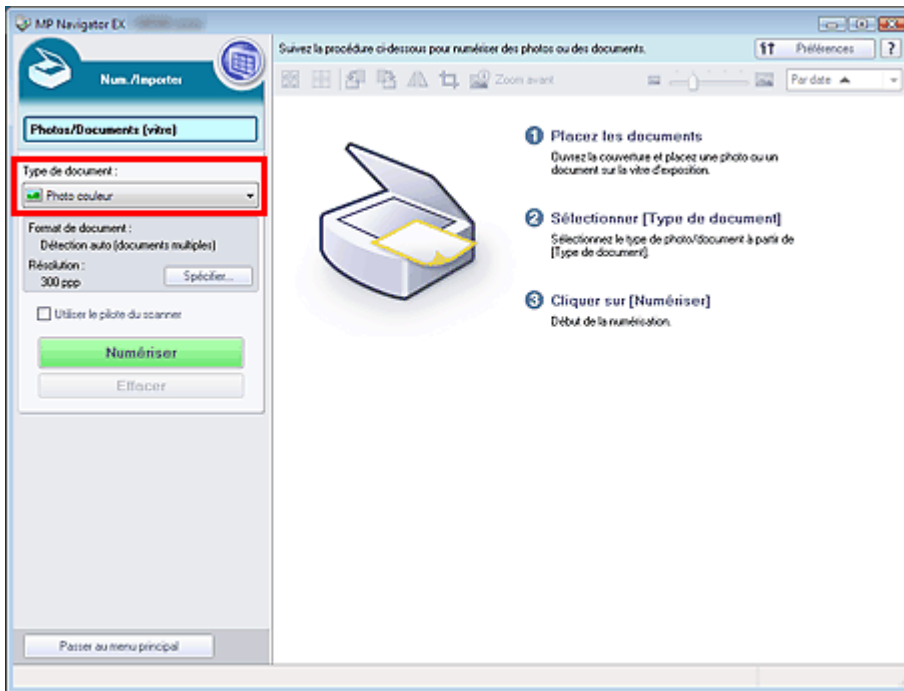 MP Navigator EX
Num./Importer
Photos/Documents (vitre)
Type de document :
Photo couleur
Format de document :
Détection auto (documents multiples)
Résolution :
300 ppp
Spécifier...
Utiliser le pilote du scanner
Numériser
Effacer
Passer au menu principal
Suivez la procédure ci-dessous pour numériser des photos ou des documents.
Préférences
?
Zoom avant
Par date
1 Placez les documents
Ouvrez la couverture et placez une photo ou un
document sur la vitre d'exposition.
2 Sélectionner [Type de document]
Sélectionnez le type de photo/document à partir de
[Type de document].
3 Cliquer sur [Numériser]
Début de la numérisation.